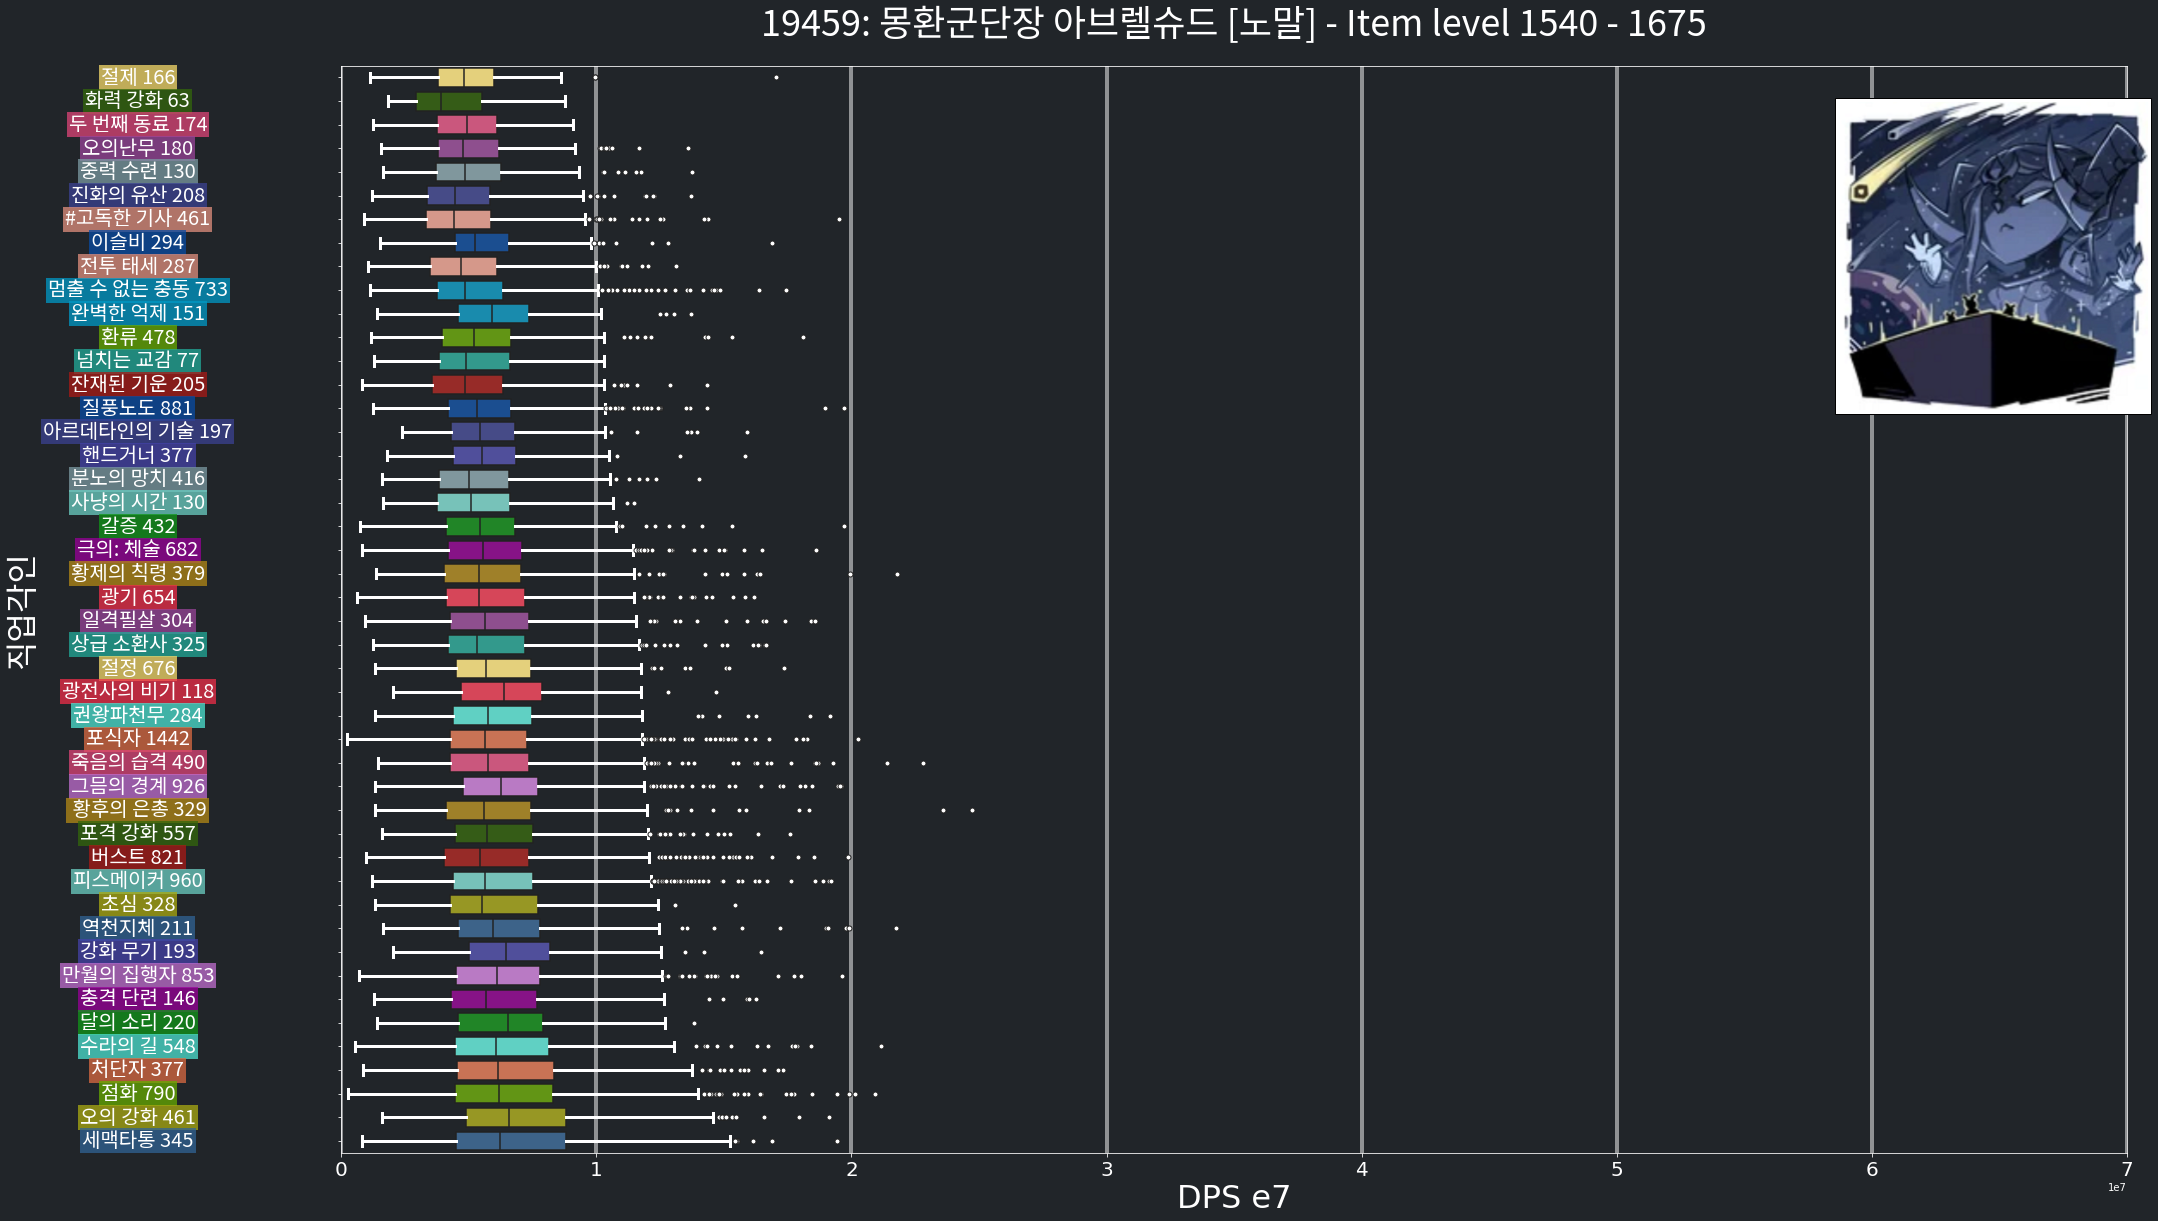 19459: 몽환군단장 아브렐슈드 [노말] - Item level 1540 - 1675
직업각인
절제 166
화력 강화 63
두 번째 동료 174
오의난무 180
중력 수련 130
진화의 유산 208
#고독한 기사 461
이슬비 294
전투 태세 287
멈출 수 없는 충동 733
완벽한 억제 151
환류 478
넘치는 교감 77
잔재된 기운 205
질풍노도 881
아르데타인의 기술 197
핸드거너 377
분노의 망치 416
사냥의 시간 130
갈증 432
극의: 체술 682
황제의 칙령 379
광기 654
일격필살 304
상급 소환사 325
절정 676
광전사의 비기 118
권왕파천무 284
포식자 1442
죽음의 습격 490
그믐의 경계 926
황후의 은총 329
포격 강화 557
버스트 821
피스메이커 960
초심 328
역천지체 211
강화 무기 193
만월의 집행자 853
충격 단련 146
달의 소리 220
수라의 길 548
처단자 377
점화 790
오의 강화 461
세맥타통 345
0 1 2 3 4 5 6 7
1e7
DPS e7